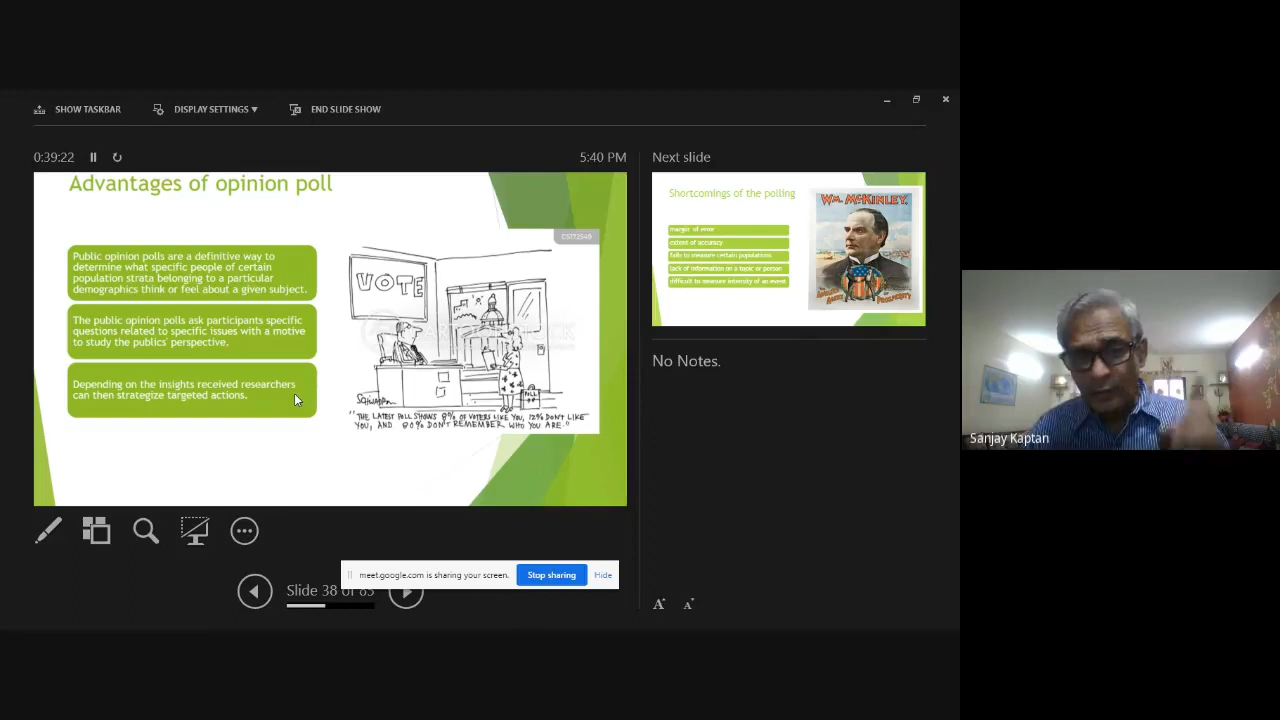 SHOW TASKBAR
DISPLAY SETTINGS
END SLIDE SHOW
0:39:22
5:40 PM
Next slide
Advantages of opinion poll
CS172549
Public opinion polls are a definitive way to
determine what specific people of certain
population strata belonging to a particular
demographics think or feel about a given subject.
The public opinion polls ask participants specific
questions related to specific issues with a motive
to study the publics' perspective.
Depending on the insights received researchers
can then strategize targeted actions.
VOTE
"THE LATEST POLL SHOWS 8% OF VOTERS LIKE YOU, 12% DON'T LIKE
YOU, AND 80% DON'T REMEMBER WHO YOU ARE."
Shortcomings of the polling
margin of error
extent of accuracy
fails to measure certain populations
lack of information on a topic or person
difficult to measure intensity of an event
WM. McKINLEY.
PROSPERITY
No Notes.
Sanjay Kaptan
meet.google.com is sharing your screen.
Stop sharing
Hide
Slide 38 of 83
A
A